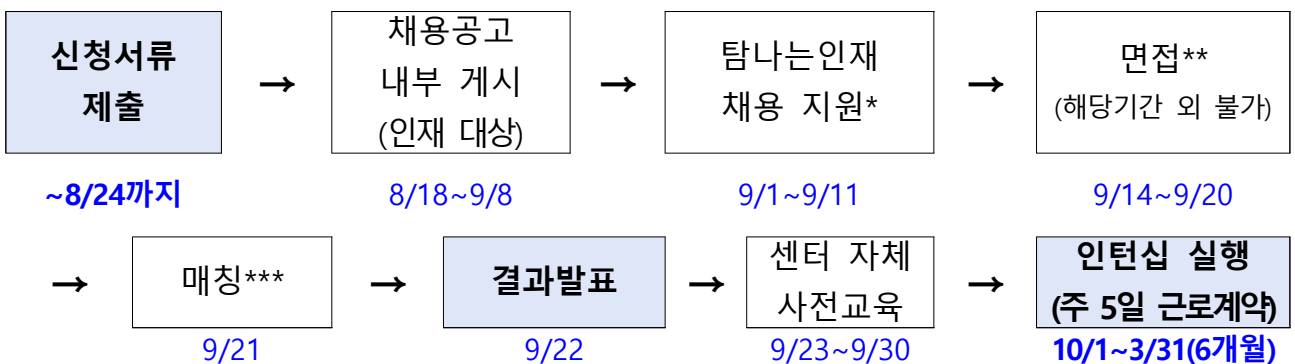 신청서류
제출
→
채용공고
내부 게시
(인재 대상)
→
탐나는인재
채용 지원*
→
면접**
(해당기간 외 불가)
~8/24까지
8/18~9/8
9/1~9/11
9/14~9/20
→
매칭***
→
결과발표
→
센터 자체
사전교육
→
인턴십 실행
(주 5일 근로계약)
9/21
9/22
9/23~9/30
10/1~3/31(6개월)